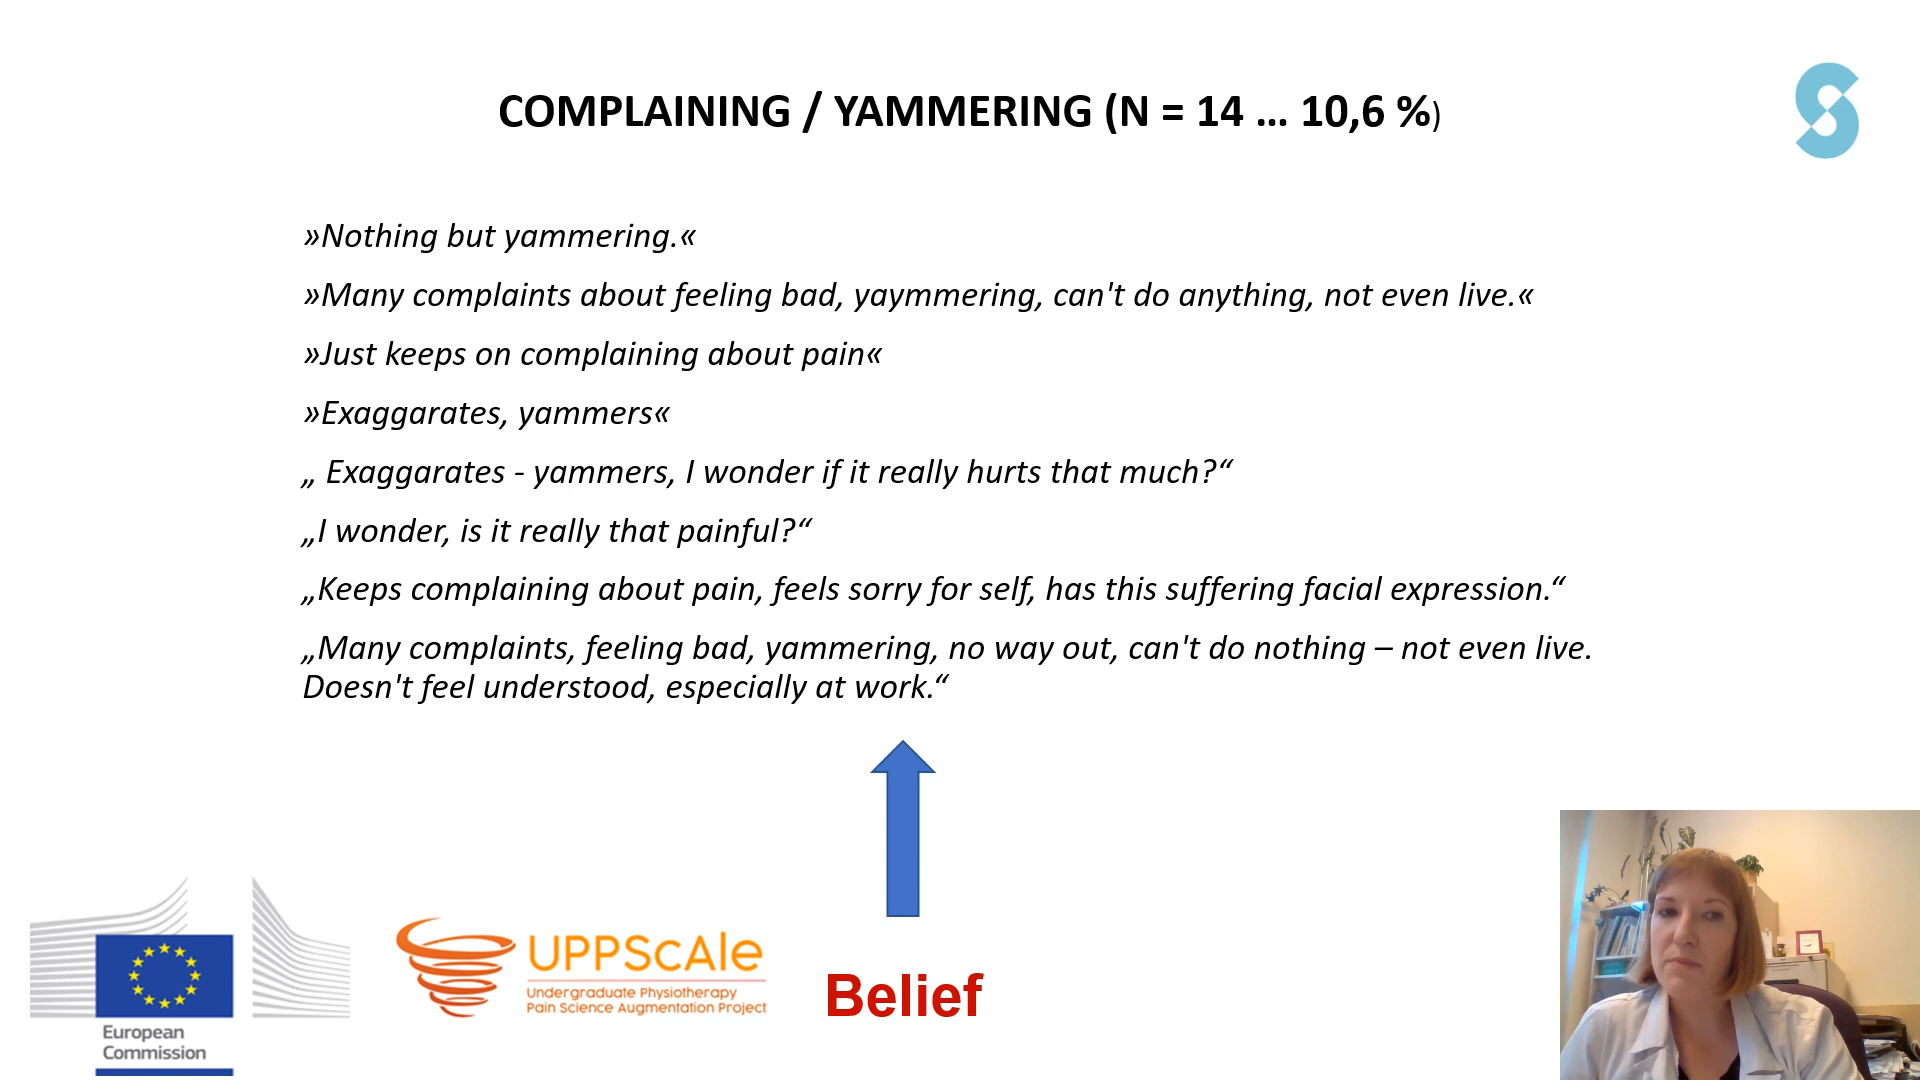 COMPLAINING / YAMMERING (N = 14 … 10,6 %)
»Nothing but yammering.«
»Many complaints about feeling bad, yaymmering, can't do anything, not even live.«
»Just keeps on complaining about pain«
»Exaggarates, yammers«
„ Exaggarates - yammers, I wonder if it really hurts that much?“
„I wonder, is it really that painful?“
„Keeps complaining about pain, feels sorry for self, has this suffering facial expression.“
„Many complaints, feeling bad, yammering, no way out, can't do nothing – not even live.
Doesn't feel understood, especially at work.“
European
Commission
UPPScAle
Undergraduate Physiotherapy
Pain Science Augmentation Project
Belief